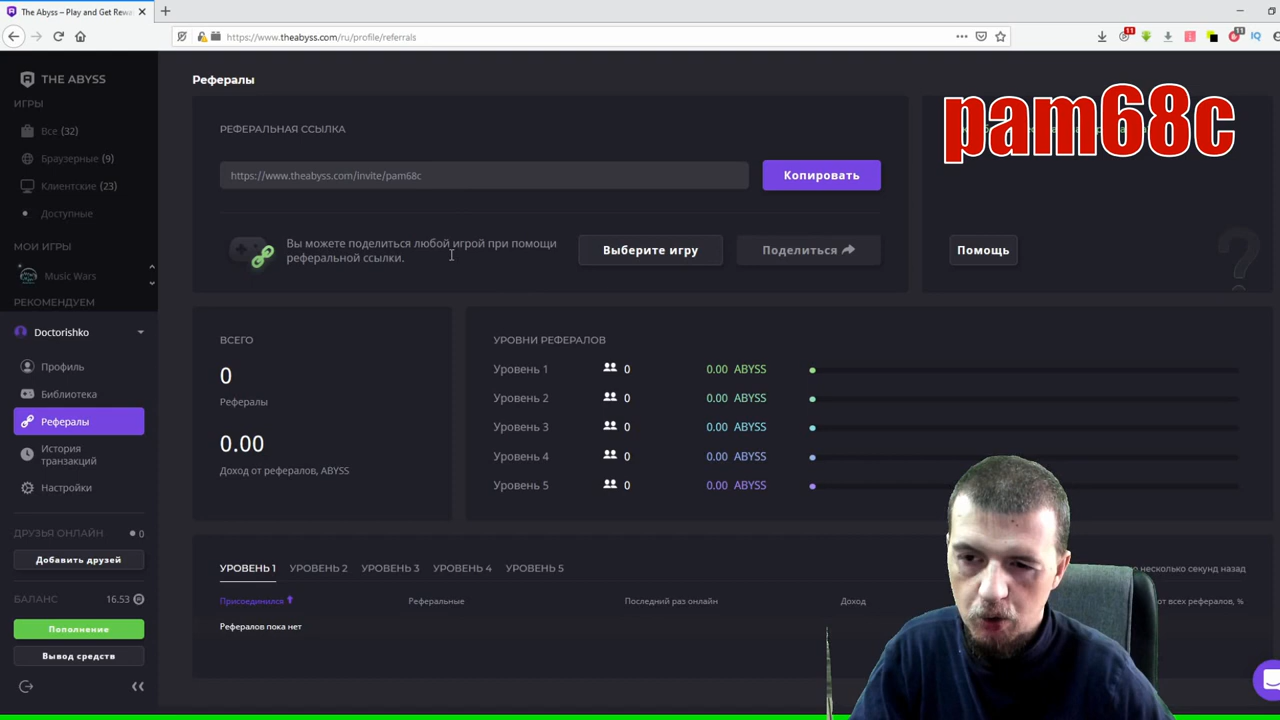 The Abyss – Play and Get Rewa
https://www.theabyss.com/ru/profile/referrals
11
11
IQ
THE ABYSS
ИГРЫ
Все (32)
Браузерные (9)
Клиентские (23)
Доступные
МОИ ИГРЫ
Music Wars
РЕКОМЕНДУЕМ
Doctorishko
Профиль
Библиотека
Рефералы
История
транзакций
Настройки
ДРУЗЬЯ ОНЛАЙН 0
Добавить друзей
БАЛАНС 16.53
Пополнение
Вывод средств
Рефералы
РЕФЕРАЛЬНАЯ ССЫЛКА
https://www.theabyss.com/invite/pam68c
Копировать
Вы можете поделиться любой игрой при помощи
реферальной ссылки.
Выберите игру
Поделиться
pam68c
Помощь
ВСЕГО
0
Рефералы
0.00
Доход от рефералов, ABYSS
УРОВНИ РЕФЕРАЛОВ
Уровень 1 0 0.00 ABYSS
Уровень 2 0 0.00 ABYSS
Уровень 3 0 0.00 ABYSS
Уровень 4 0 0.00 ABYSS
Уровень 5 0 0.00 ABYSS
УРОВЕНЬ 1 УРОВЕНЬ 2 УРОВЕНЬ 3 УРОВЕНЬ 4 УРОВЕНЬ 5
несколько секунд назад
Присоединился Реферальные Последний раз онлайн Доход от всех рефералов, %
Рефералов пока нет